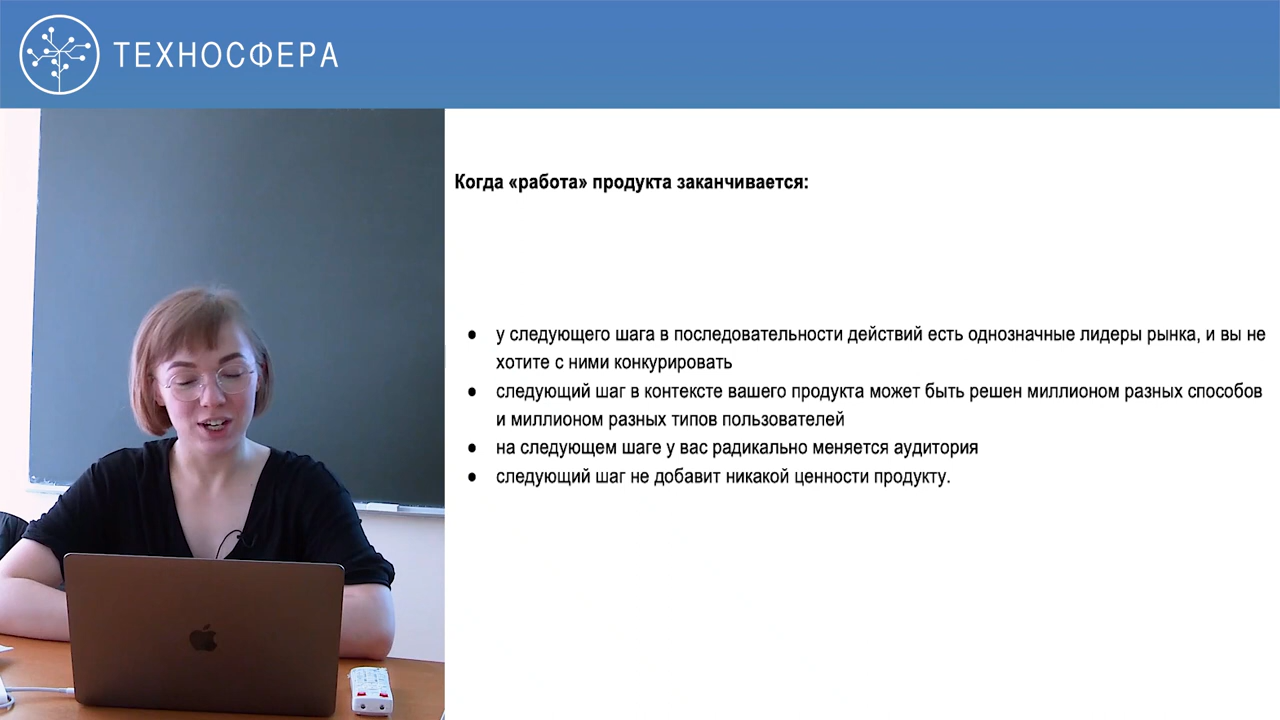 ТЕХНОСФЕРА
Когда «работа» продукта заканчивается:
● у следующего шага в последовательности действий есть однозначные лидеры рынка, и вы не
хотите с ними конкурировать
● следующий шаг в контексте вашего продукта может быть решен миллионом разных способов
и миллионом разных типов пользователей
● на следующем шаге у вас радикально меняется аудитория
● следующий шаг не добавит никакой ценности продукту.